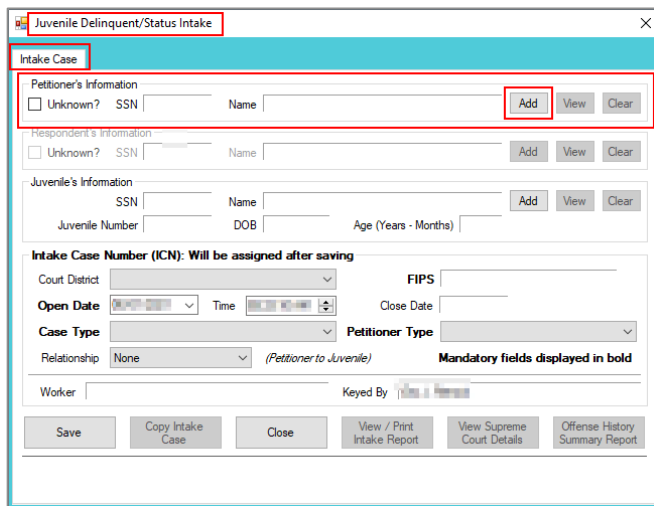 Juvenile Delinquent/Status Intake
Intake Case
Petitioner's Information
Unknown? SSN Name Add View Clear
Respondent's Information
Unknown? SSN Name Add View Clear
Juvenile's Information
SSN Name Add View Clear
Juvenile Number DOB Age (Years - Months)
Intake Case Number (ICN): Will be assigned after saving
Court District FIPS
Open Date Time Close Date
Case Type Petitioner Type
Relationship None (Petitioner to Juvenile) Mandatory fields displayed in bold
Worker Keyed By
Save Copy Intake Case Close View / Print Intake Report View Supreme Court Details Offense History Summary Report